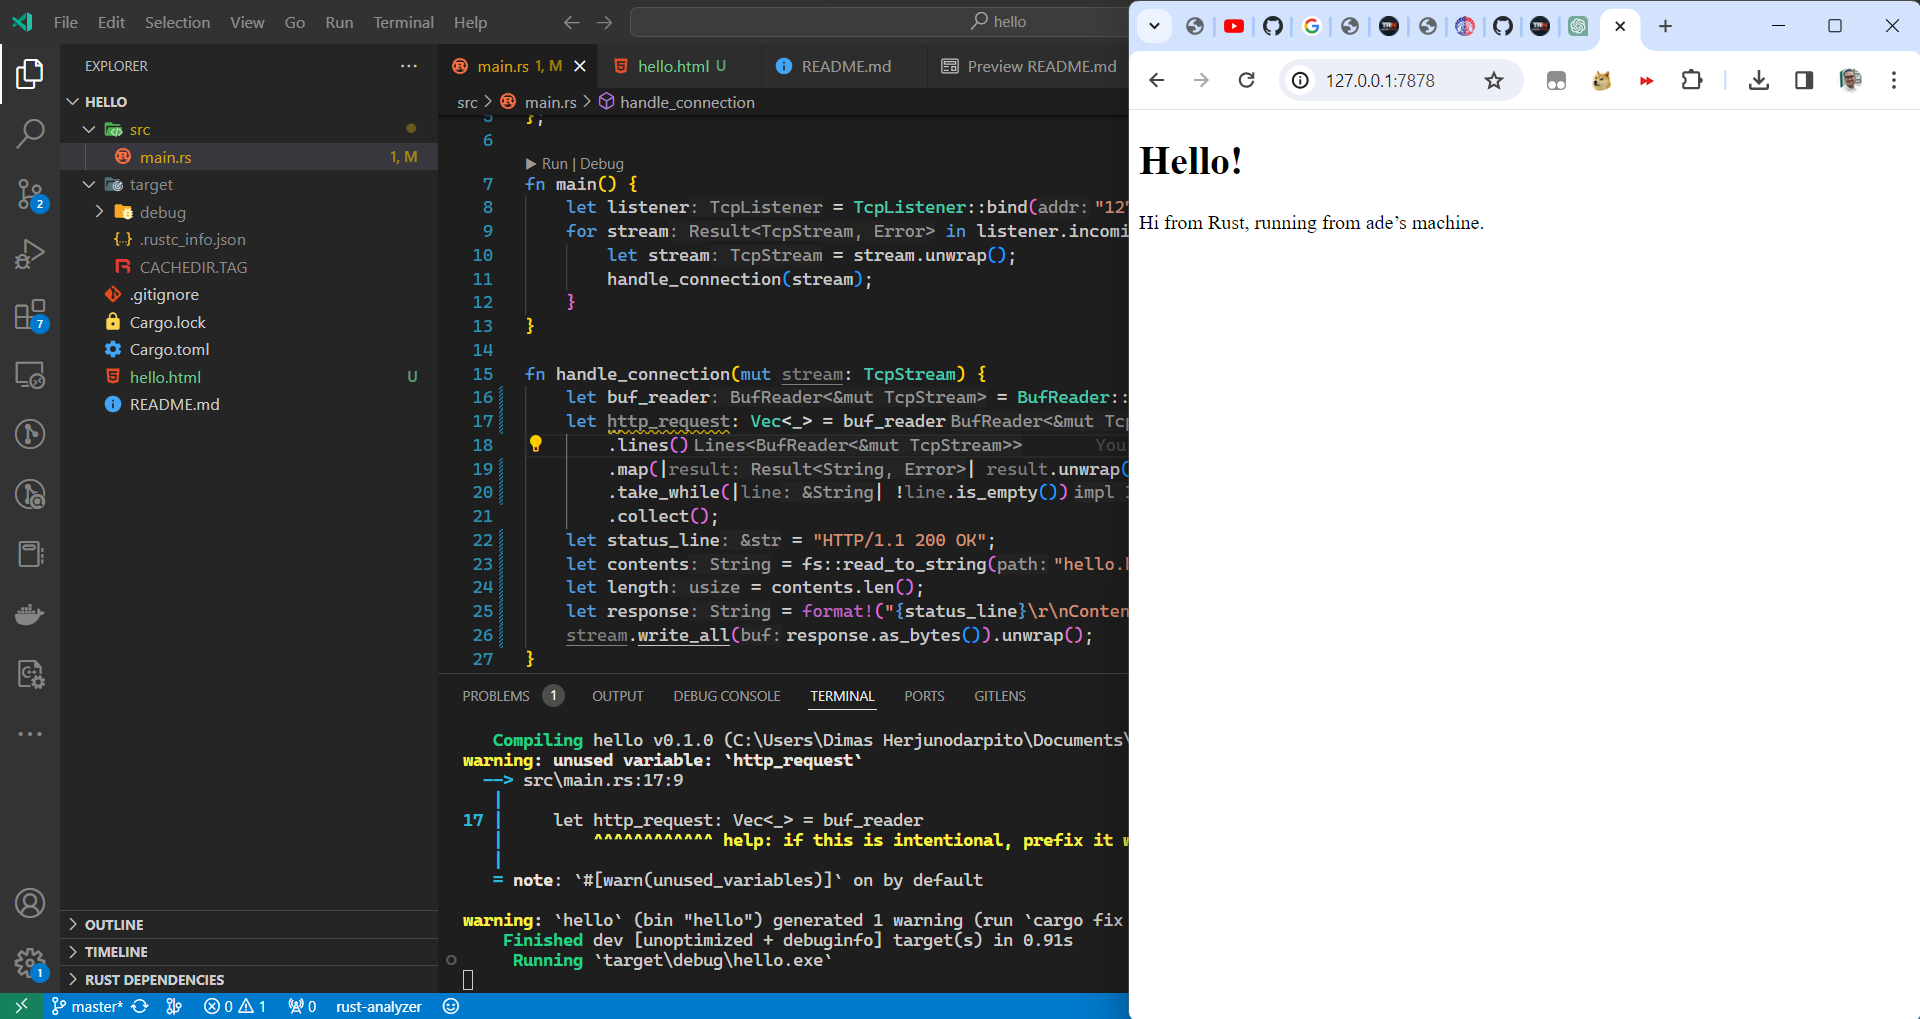 File Edit Selection View Go Run Terminal Help
hello
EXPLORER
HELLO
src
main.rs 1, M
target
debug
.rustc_info.json
CACHEDIR.TAG
.gitignore
Cargo.lock
Cargo.toml
hello.html U
README.md
OUTLINE
TIMELINE
RUST DEPENDENCIES
2
7
1
main.rs 1, M hello.html U README.md Preview README.md
src > main.rs > handle_connection
5 };
6
Run | Debug
7 fn main() {
8 let listener: TcpListener = TcpListener::bind(addr: "12
9 for stream: Result<TcpStream, Error> in listener.incomi
10 let stream: TcpStream = stream.unwrap();
11 handle_connection(stream);
12 }
13 }
14
15 fn handle_connection(mut stream: TcpStream) {
16 let buf_reader: BufReader<&mut TcpStream> = BufReader::
17 let http_request: Vec<_> = buf_reader BufReader<&mut Tcp
18 .lines() Lines<BufReader<&mut TcpStream>> You
19 .map(|result: Result<String, Error>| result.unwrap(
20 .take_while(|line: &String| !line.is_empty()) impl
21 .collect();
22 let status_line: &str = "HTTP/1.1 200 OK";
23 let contents: String = fs::read_to_string(path: "hello.h
24 let length: usize = contents.len();
25 let response: String = format!("{status_line}\r\nConten
26 stream.write_all(buf: response.as_bytes()).unwrap();
27 }
PROBLEMS 1 OUTPUT DEBUG CONSOLE TERMINAL PORTS GITLENS
Compiling hello v0.1.0 (C:\Users\Dimas Herjunodarpito\Documents\
warning: unused variable: `http_request`
--> src\main.rs:17:9
|
17 | let http_request: Vec<_> = buf_reader
| ^^^^^^^^^^^^ help: if this is intentional, prefix it w
|
= note: `#[warn(unused_variables)]` on by default
warning: `hello` (bin "hello") generated 1 warning (run `cargo fix
Finished dev [unoptimized + debuginfo] target(s) in 0.91s
Running `target\debug\hello.exe`
master* 0 1 0 rust-analyzer
127.0.0.1:7878
Hello!
Hi from Rust, running from ade's machine.